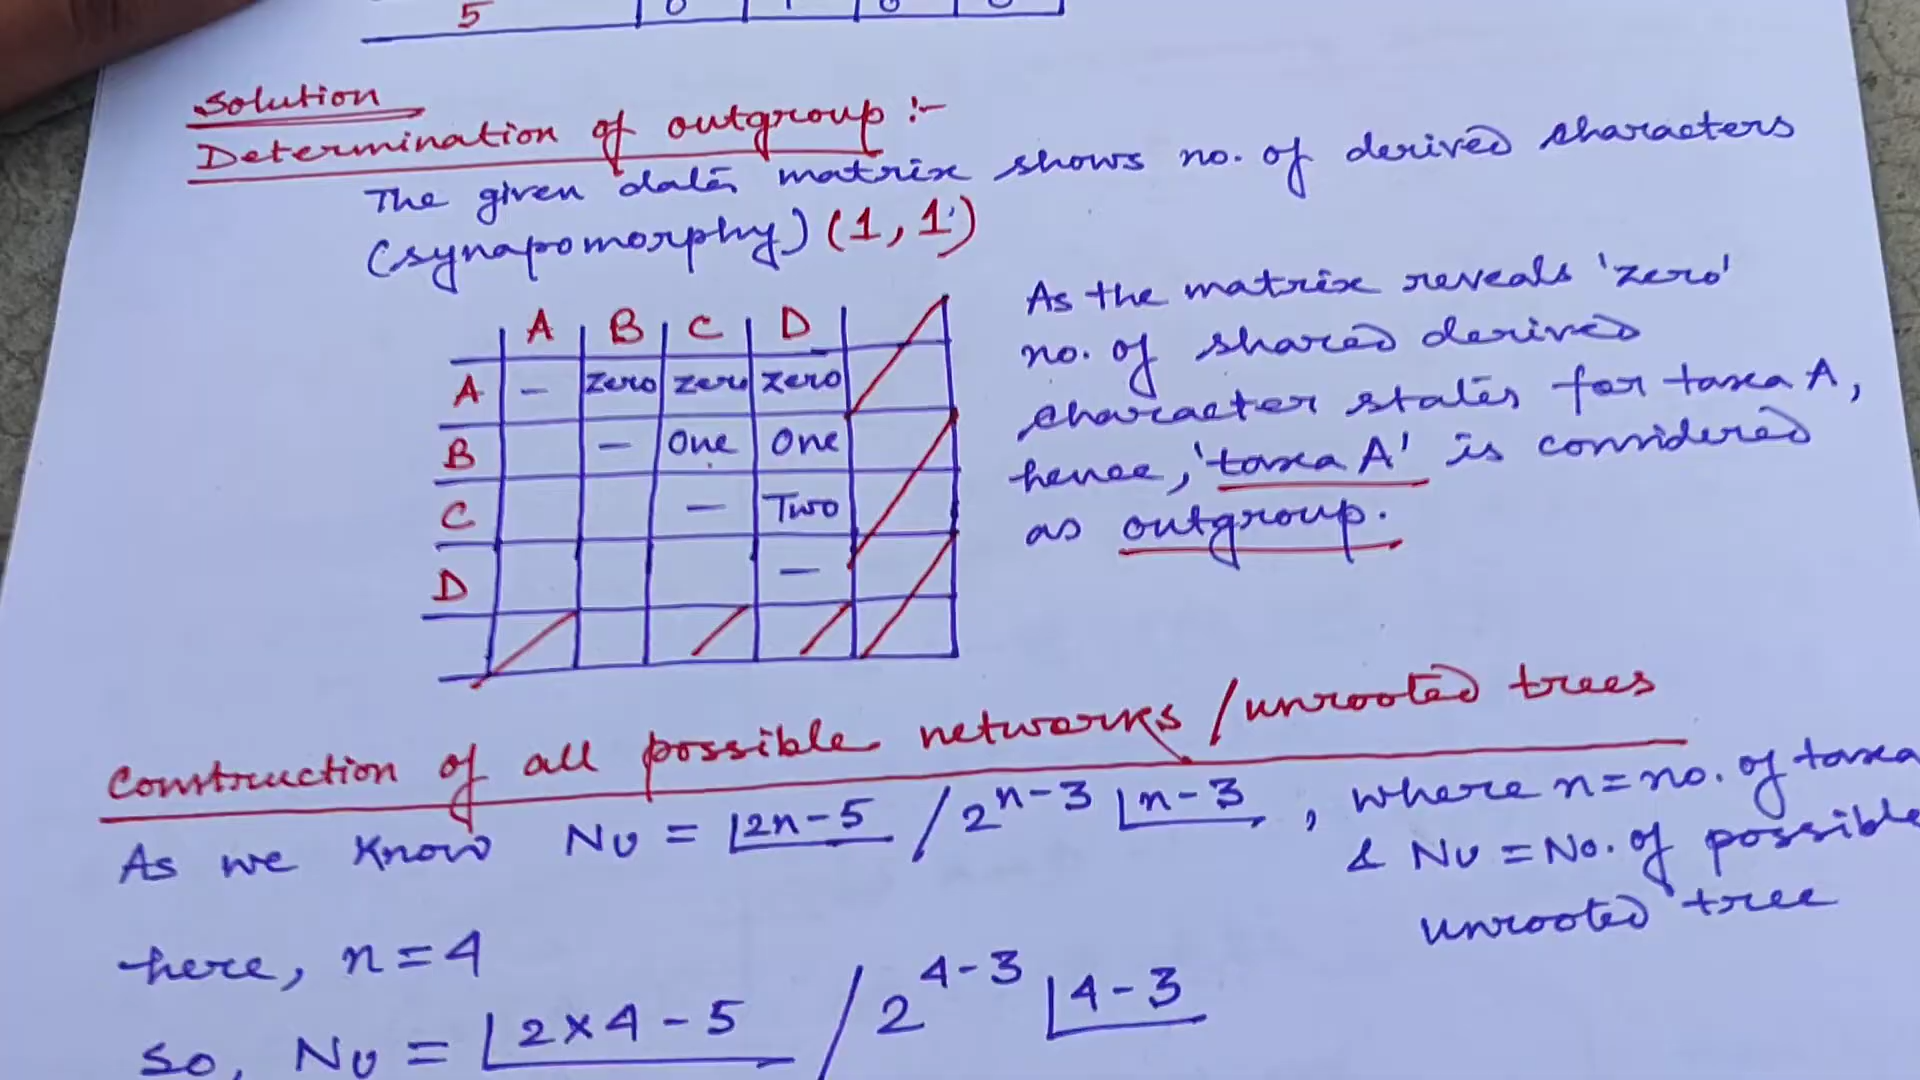 5 0 1 0
Solution
Determination of outgroup :-
The given data matrix shows no. of derived characters
(synapomorphy) (1, 1)
A B C D
A - zero zero zero
B - One One
C - Two
D -
As the matrix reveals 'zero'
no. of shared derived
character states for taxa A,
hence, 'taxa A' is considered
as outgroup.
Construction of all possible networks / unrooted trees
As we know NU = ⌊2n-5 / 2^n-3 ⌊n-3 , where n = no. of taxa
& NU = No. of possible
unrooted tree
here, n = 4
So, NU = ⌊2×4-5 / 2^4-3 ⌊4-3